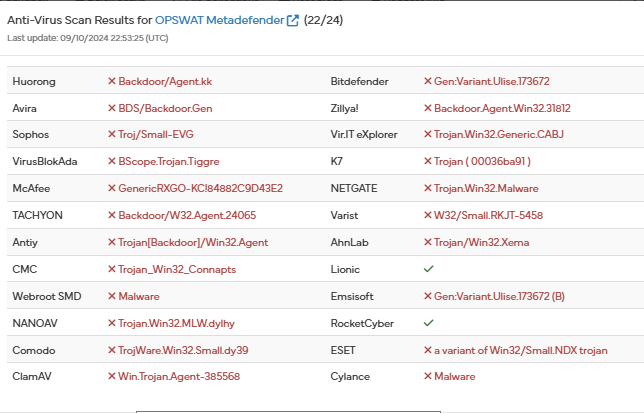 Anti-Virus Scan Results for OPSWAT Metadefender (22/24)
Last update: 09/10/2024 22:53:25 (UTC)
Huorong ✕ Backdoor/Agent.kk Bitdefender ✕ Gen:Variant.Ulise.173672
Avira ✕ BDS/Backdoor.Gen Zillya! ✕ Backdoor.Agent.Win32.31812
Sophos ✕ Troj/Small-EVG Vir.IT eXplorer ✕ Trojan.Win32.Generic.CABJ
VirusBlokAda ✕ BScope.Trojan.Tiggre K7 ✕ Trojan ( 00036ba91 )
McAfee ✕ GenericRXGO-KC!84882C9D43E2 NETGATE ✕ Trojan.Win32.Malware
TACHYON ✕ Backdoor/W32.Agent.24065 Varist ✕ W32/Small.RKJT-5458
Antiy ✕ Trojan[Backdoor]/Win32.Agent AhnLab ✕ Trojan/Win32.Xema
CMC ✕ Trojan_Win32_Connapts Lionic ✓
Webroot SMD ✕ Malware Emsisoft ✕ Gen:Variant.Ulise.173672 (B)
NANOAV ✕ Trojan.Win32.MLW.dylhy RocketCyber ✓
Comodo ✕ TrojWare.Win32.Small.dy39 ESET ✕ a variant of Win32/Small.NDX trojan
ClamAV ✕ Win.Trojan.Agent-385568 Cylance ✕ Malware